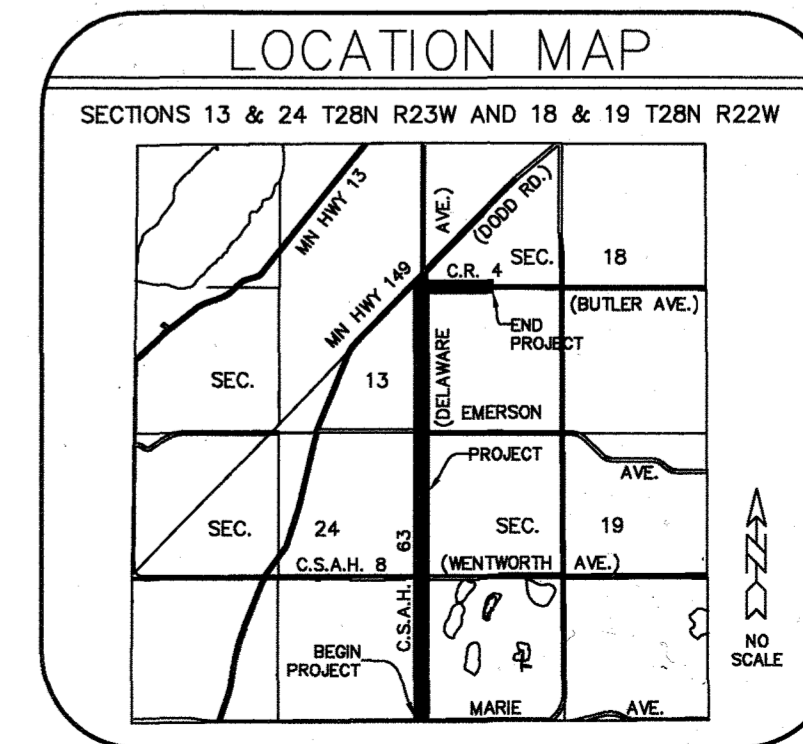 LOCATION MAP
SECTIONS 13 & 24 T28N R23W AND 18 & 19 T28N R22W
MN HWY 13
AVE.)
(DODD RD.)
SEC. 18
C.R. 4
MN HWY 149
(BUTLER AVE.)
END
PROJECT
SEC. 13
(DELAWARE
EMERSON
PROJECT
AVE.
SEC. 24
63
SEC. 19
C.S.A.H. 8
(WENTWORTH AVE.)
C.S.A.H.
BEGIN
PROJECT
MARIE AVE.
N
NO
SCALE